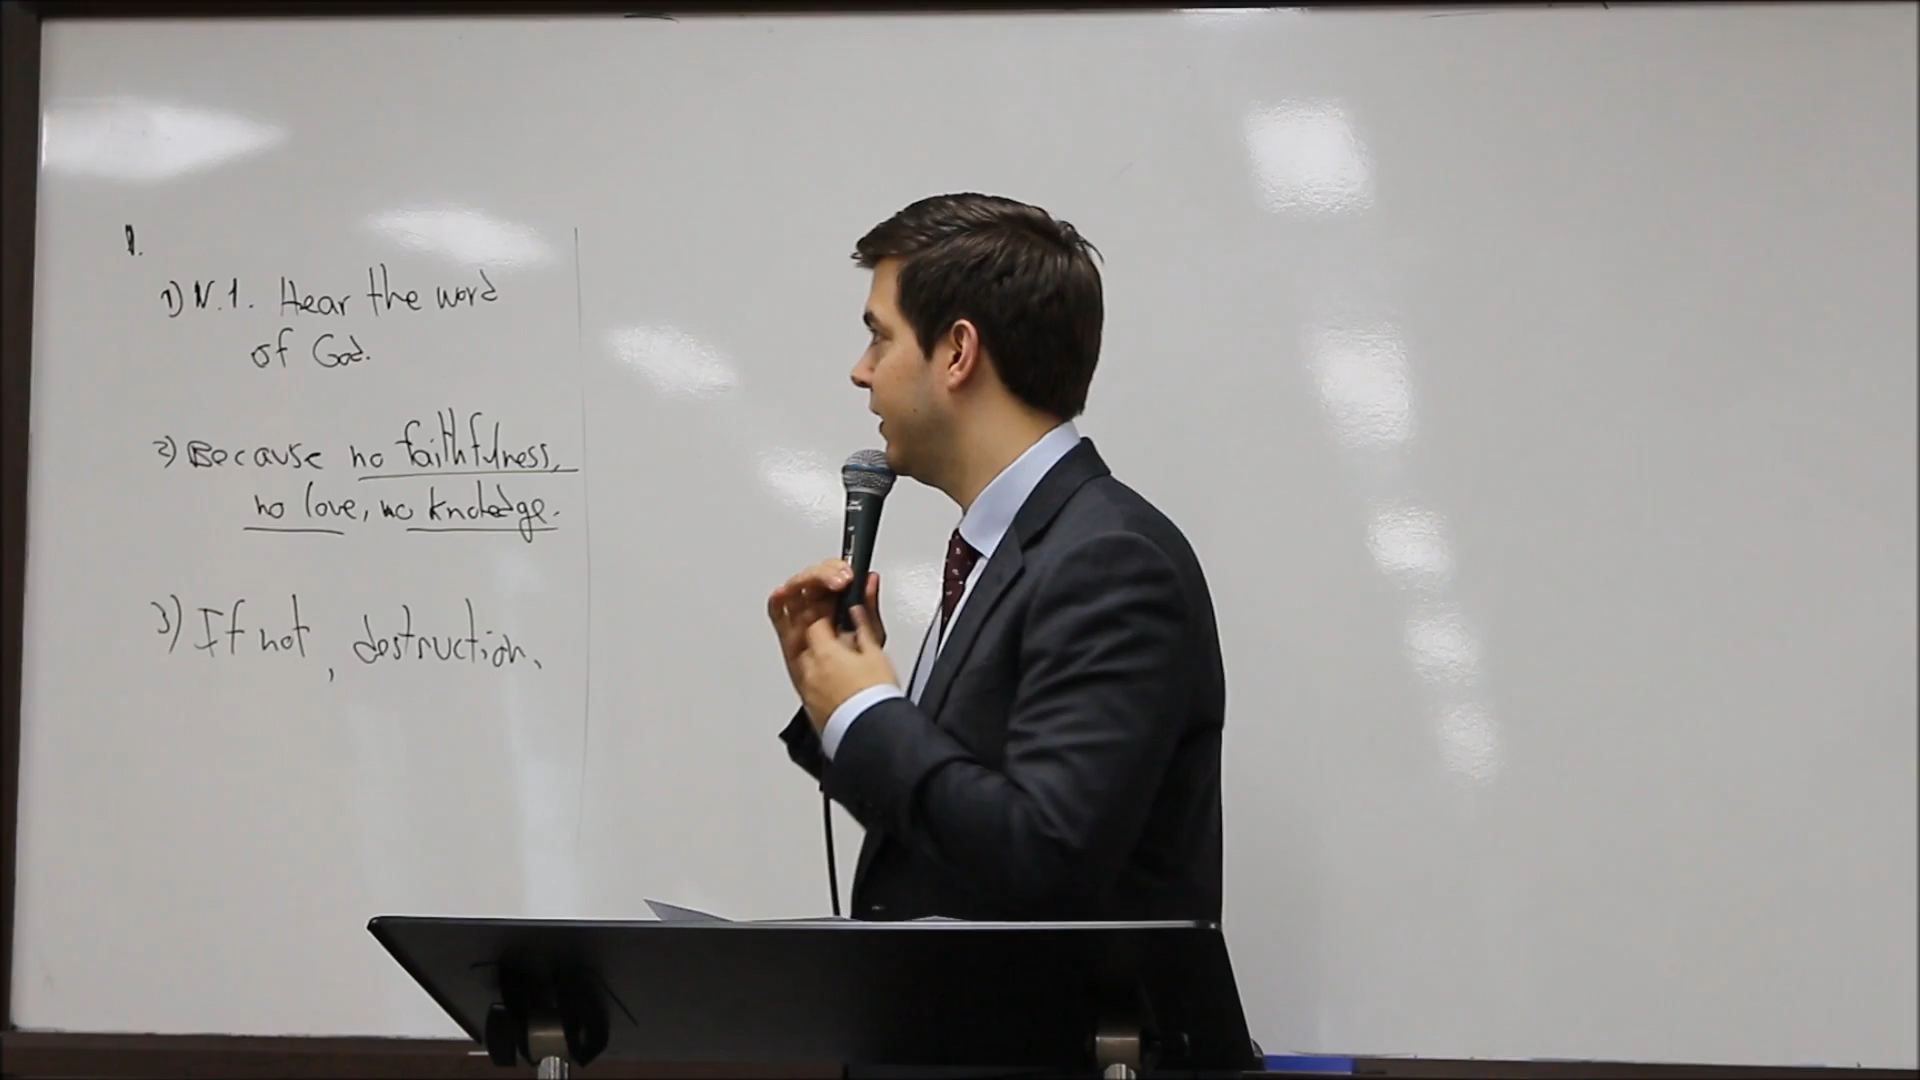 1.
1) V.1. Hear the word
of God.
2) Because no faithfulness,
no love, no knoledge.
3) If not, destruction.